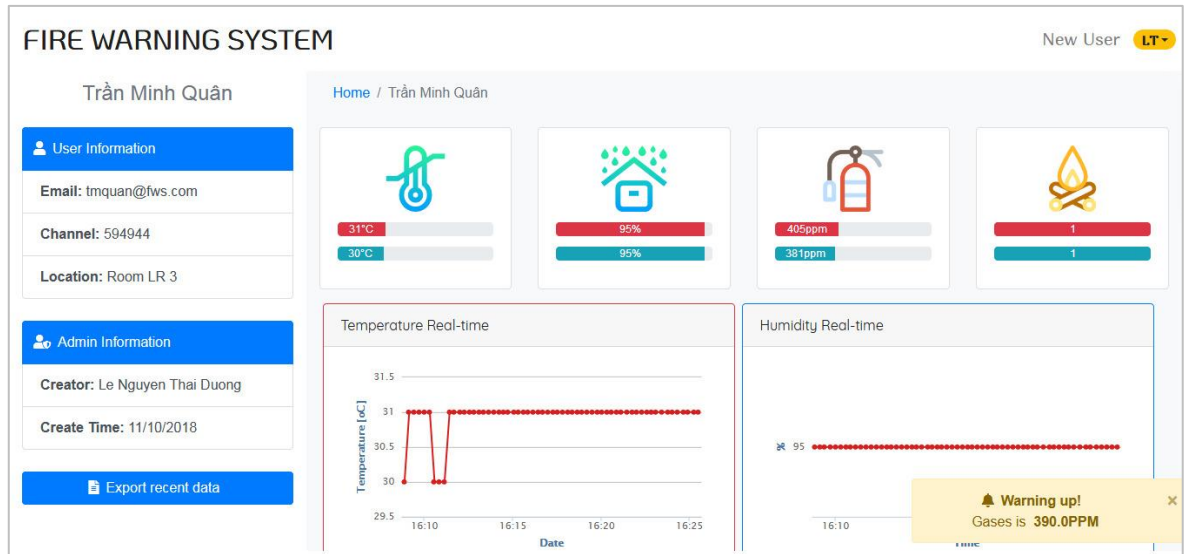 FIRE WARNING SYSTEM
New User LT
Trần Minh Quân
Home / Trần Minh Quân
User Information
Email: tmquan@fws.com
Channel: 594944
Location: Room LR 3
Admin Information
Creator: Le Nguyen Thai Duong
Create Time: 11/10/2018
Export recent data
31°C
30°C
95%
95%
405ppm
381ppm
1
1
Temperature Real-time
31.5
31
30.5
30
29.5
Temperature [oC]
16:10 16:15 16:20 16:25
Date
Humidity Real-time
%
95
16:10
Time
Warning up! ×
Gases is 390.0PPM